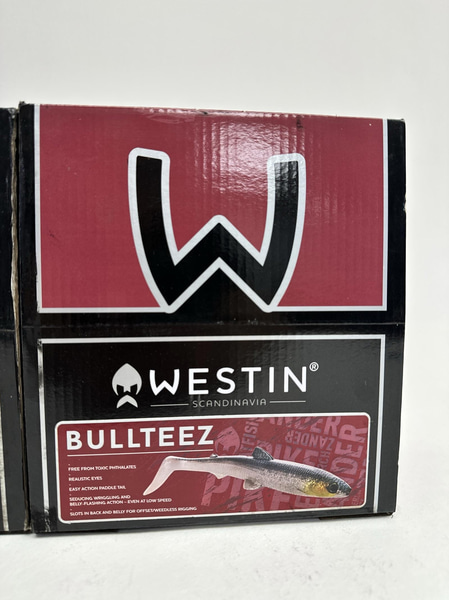 W
WESTIN®
SCANDINAVIA
BULLTEEZ
FREE FROM TOXIC PHTHALATES
REALISTIC EYES
EASY ACTION PADDLE TAIL
SEDUCING, WRIGGLING, AND
BELLY-FLASHING ACTION – EVEN AT LOW SPEED
SLOTS IN BACK AND BELLY FOR OFFSET/WEEDLESS RIGGING
ZANDER